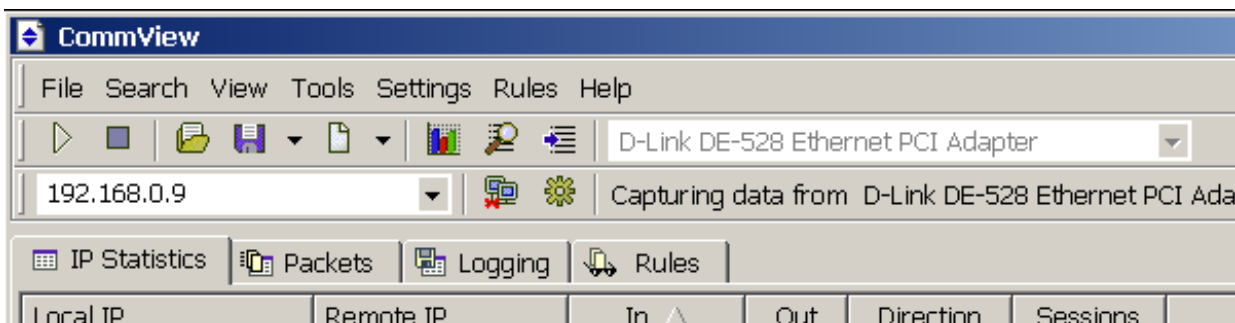 CommView
File Search View Tools Settings Rules Help
D-Link DE-528 Ethernet PCI Adapter
192.168.0.9 Capturing data from D-Link DE-528 Ethernet PCI Ada
IP Statistics Packets Logging Rules
Local IP Remote IP In Out Direction Sessions